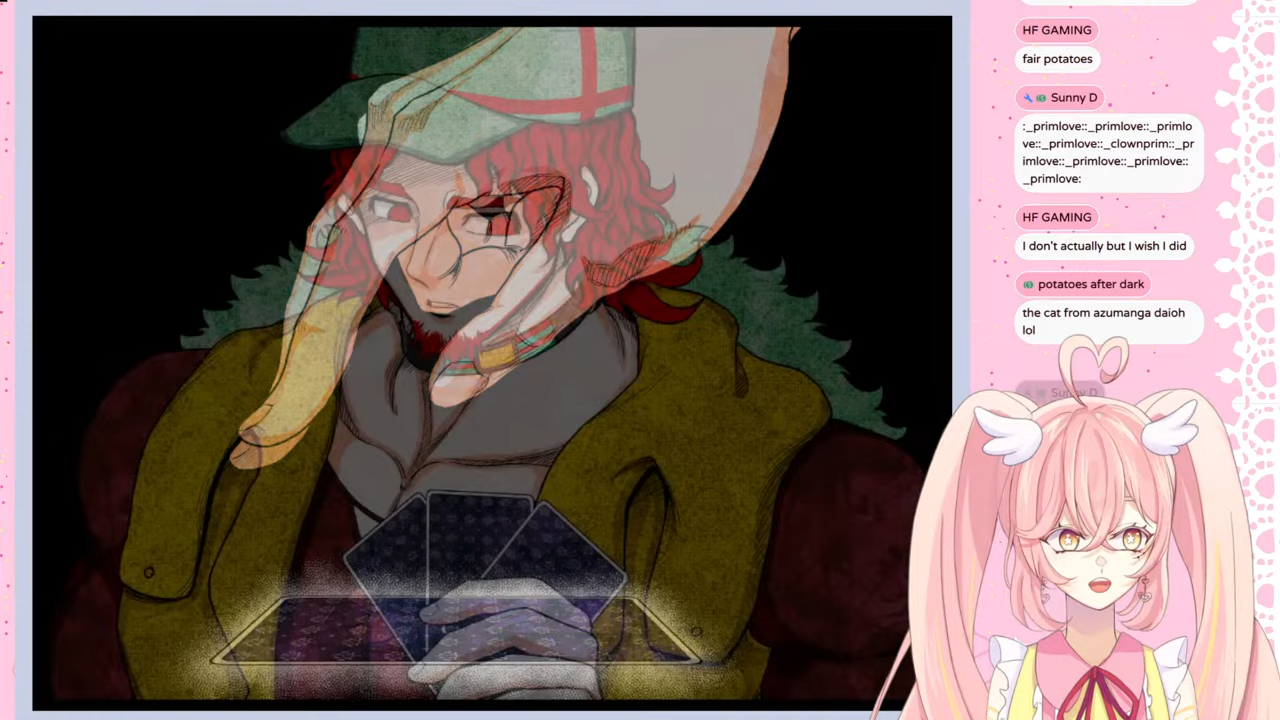 HF GAMING
fair potatoes
Sunny D
:_primlove::_primlove::_primlo
ve::_primlove::_clownprim::_pr
imlove::_primlove::_primlove::
_primlove:
HF GAMING
I don't actually but I wish I did
potatoes after dark
the cat from azumanga daioh
lol
Sunny D